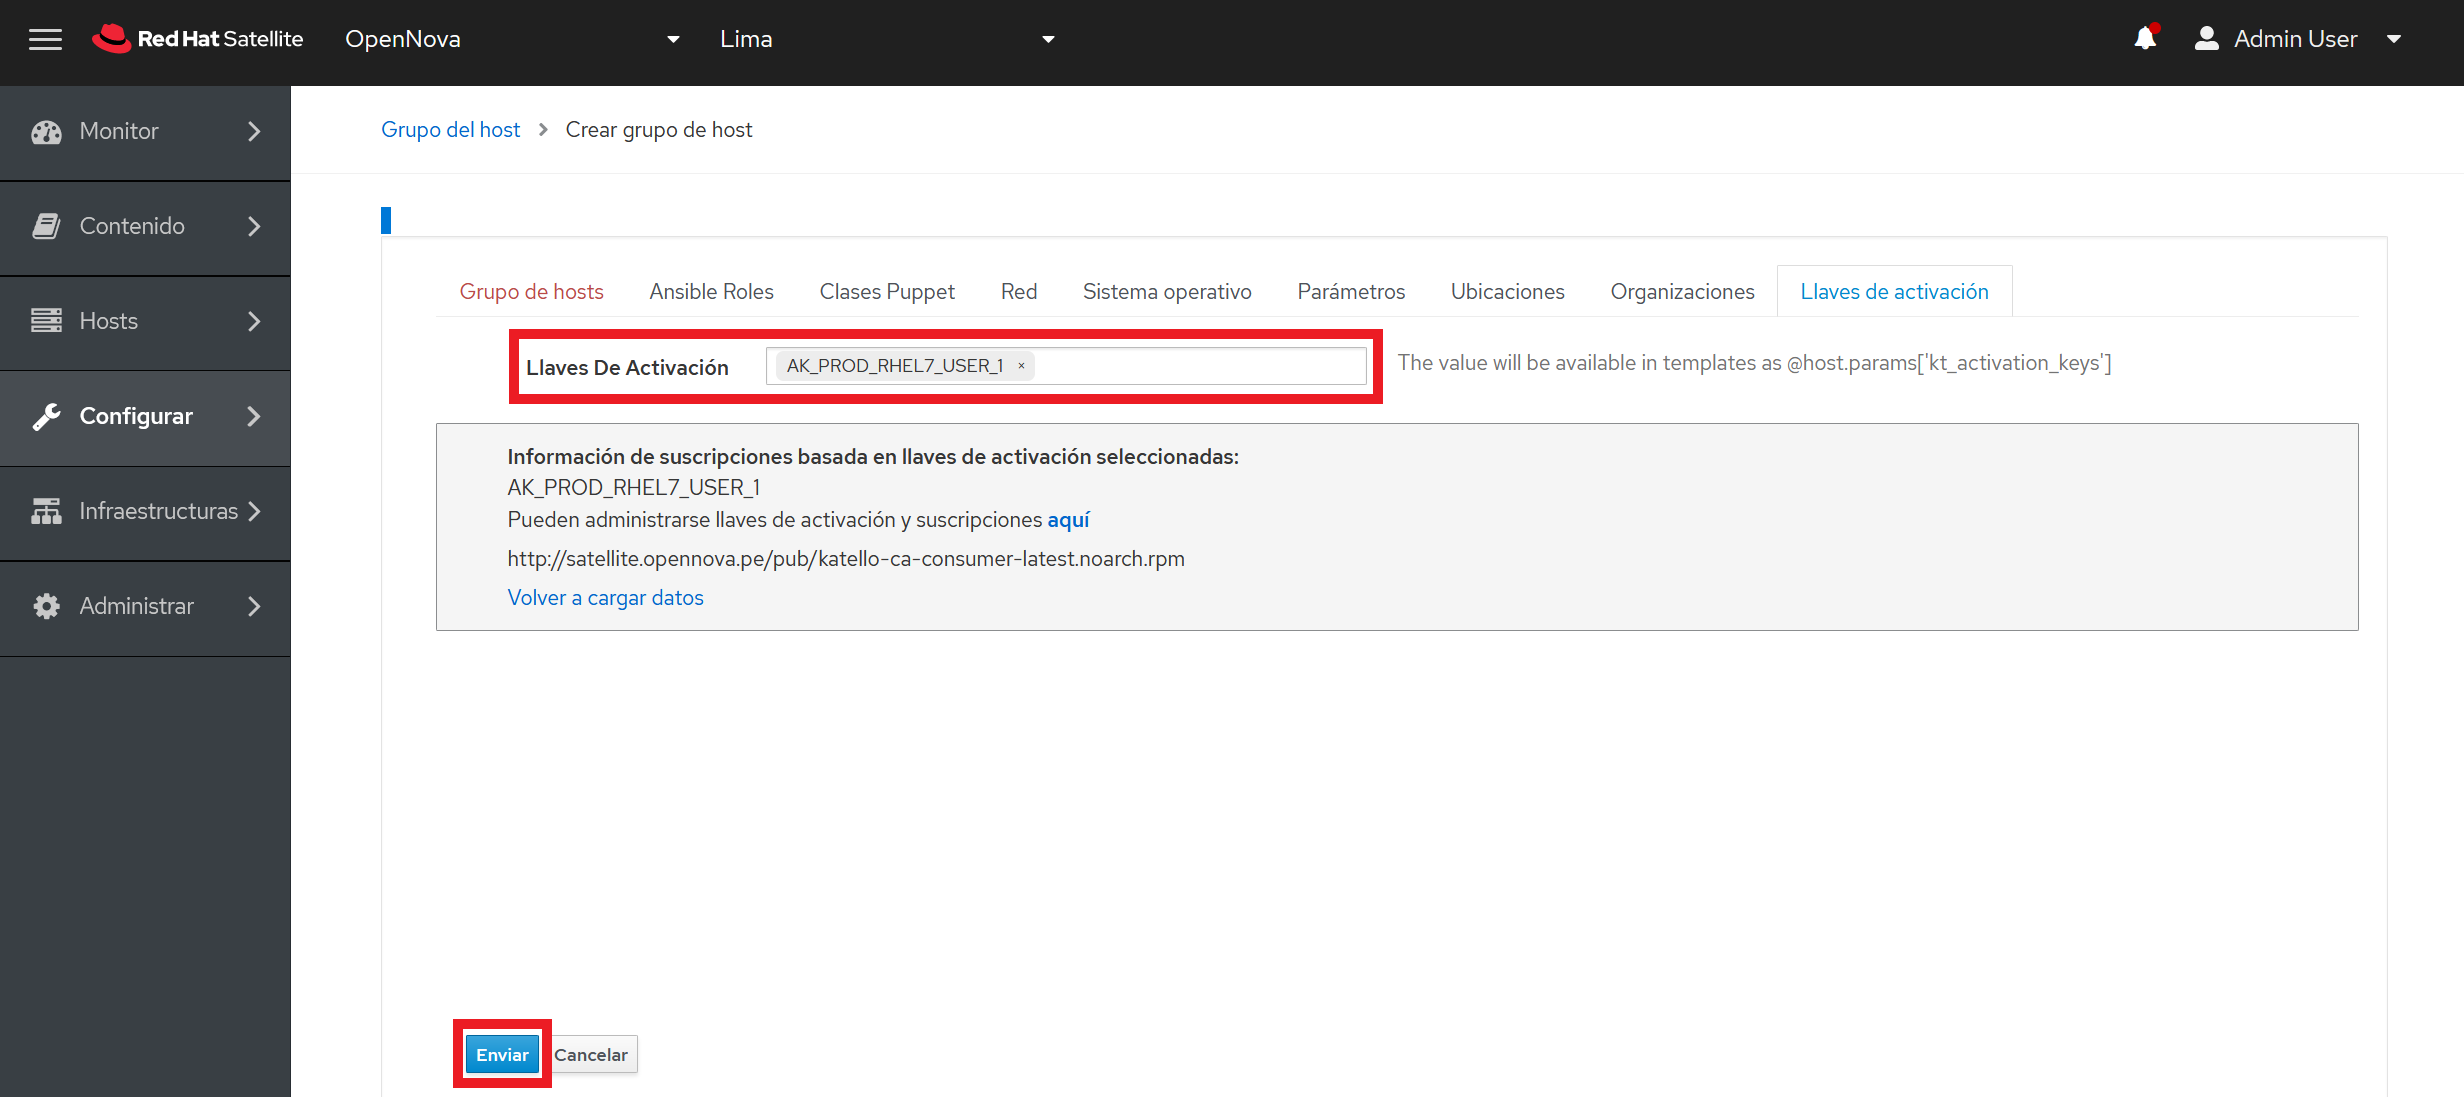 Red Hat Satellite OpenNova Lima Admin User
Monitor
Contenido
Hosts
Configurar
Infraestructuras
Administrar
Grupo del host > Crear grupo de host
Grupo de hosts Ansible Roles Clases Puppet Red Sistema operativo Parámetros Ubicaciones Organizaciones Llaves de activación
Llaves De Activación AK_PROD_RHEL7_USER_1 × The value will be available in templates as @host.params['kt_activation_keys']
Información de suscripciones basada en llaves de activación seleccionadas:
AK_PROD_RHEL7_USER_1
Pueden administrarse llaves de activación y suscripciones aquí
http://satellite.opennova.pe/pub/katello-ca-consumer-latest.noarch.rpm
Volver a cargar datos
Enviar Cancelar